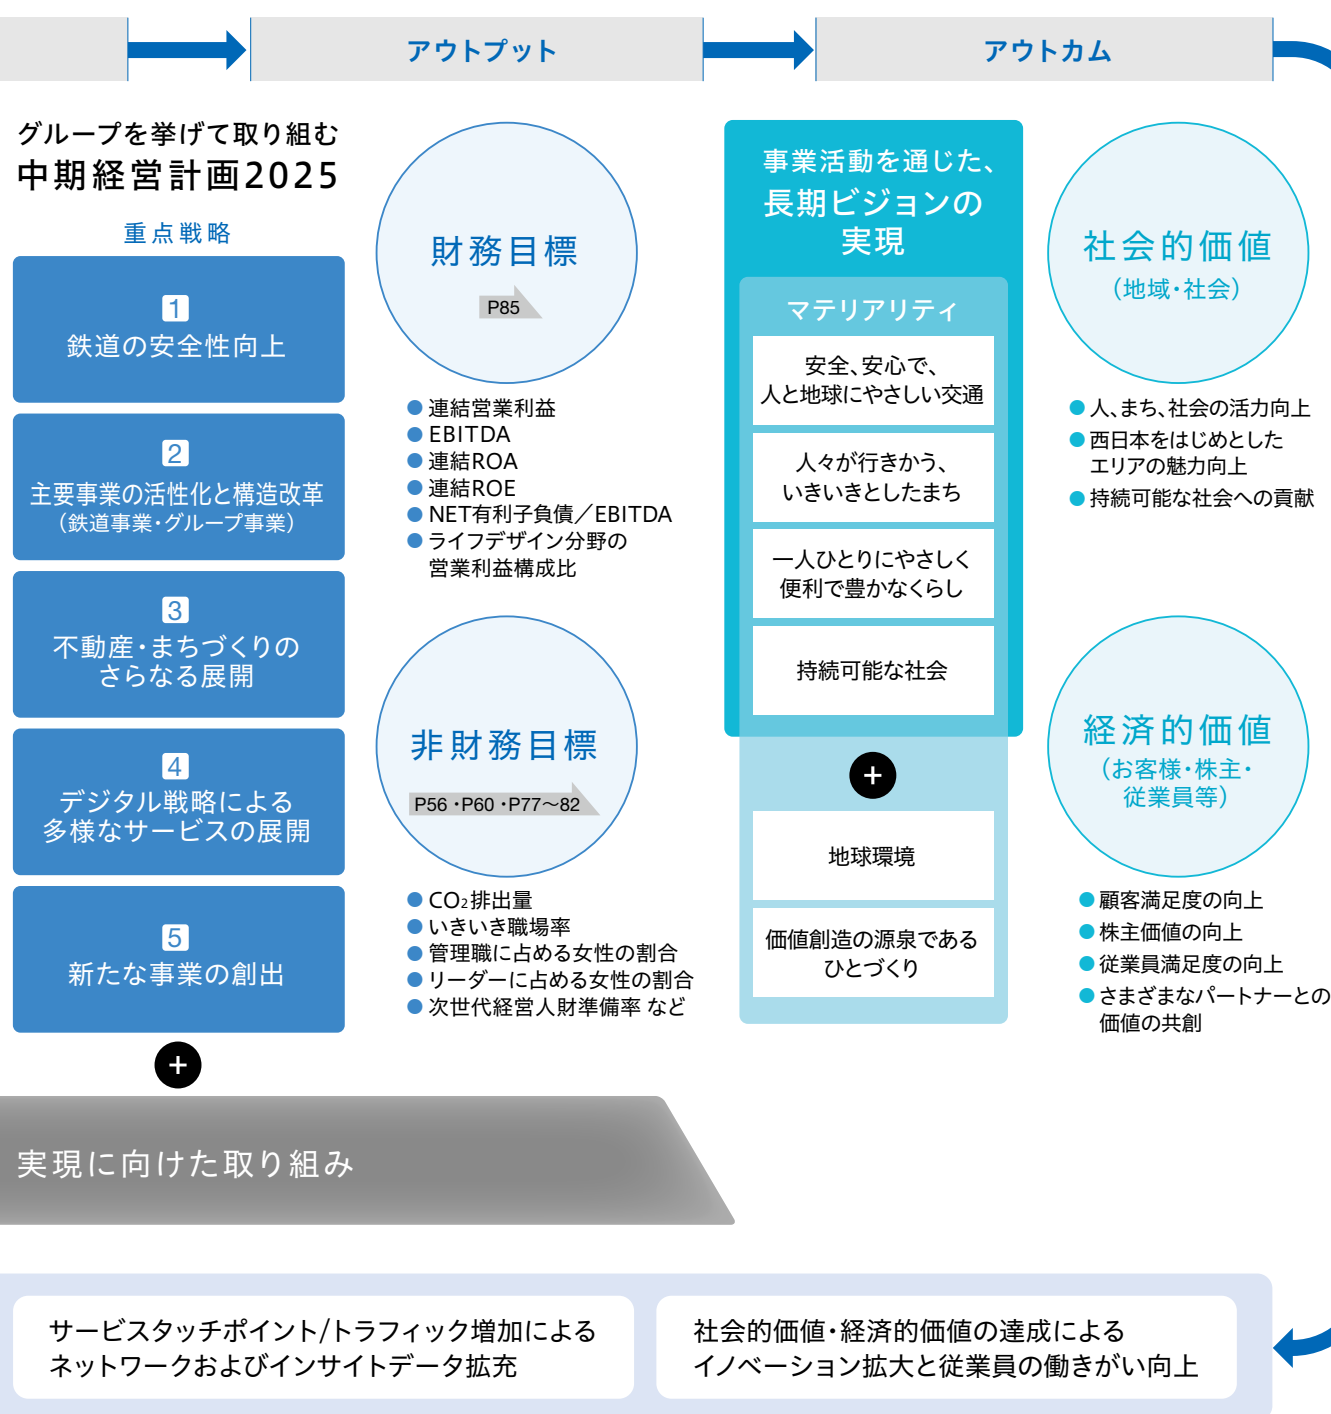 アウトプット
アウトカム
グループを挙げて取り組む
中期経営計画2025
重点戦略
1
鉄道の安全性向上
2
主要事業の活性化と構造改革
（鉄道事業・グループ事業）
3
不動産・まちづくりの
さらなる展開
4
デジタル戦略による
多様なサービスの展開
5
新たな事業の創出
+
財務目標
P85
● 連結営業利益
● EBITDA
● 連結ROA
● 連結ROE
● NET有利子負債／EBITDA
● ライフデザイン分野の
営業利益構成比
非財務目標
P56・P60・P77～82
● CO₂排出量
● いきいき職場率
● 管理職に占める女性の割合
● リーダーに占める女性の割合
● 次世代経営人財準備率 など
事業活動を通じた、
長期ビジョンの
実現
マテリアリティ
安全、安心で、
人と地球にやさしい交通
人々が行きかう、
いきいきとしたまち
一人ひとりにやさしく
便利で豊かなくらし
持続可能な社会
+
地球環境
価値創造の源泉である
ひとづくり
社会的価値
（地域・社会）
● 人、まち、社会の活力向上
● 西日本をはじめとした
エリアの魅力向上
● 持続可能な社会への貢献
経済的価値
（お客様・株主・
従業員等）
● 顧客満足度の向上
● 株主価値の向上
● 従業員満足度の向上
● さまざまなパートナーとの
価値の共創
実現に向けた取り組み
サービスタッチポイント/トラフィック増加による
ネットワークおよびインサイトデータ拡充
社会的価値・経済的価値の達成による
イノベーション拡大と従業員の働きがい向上